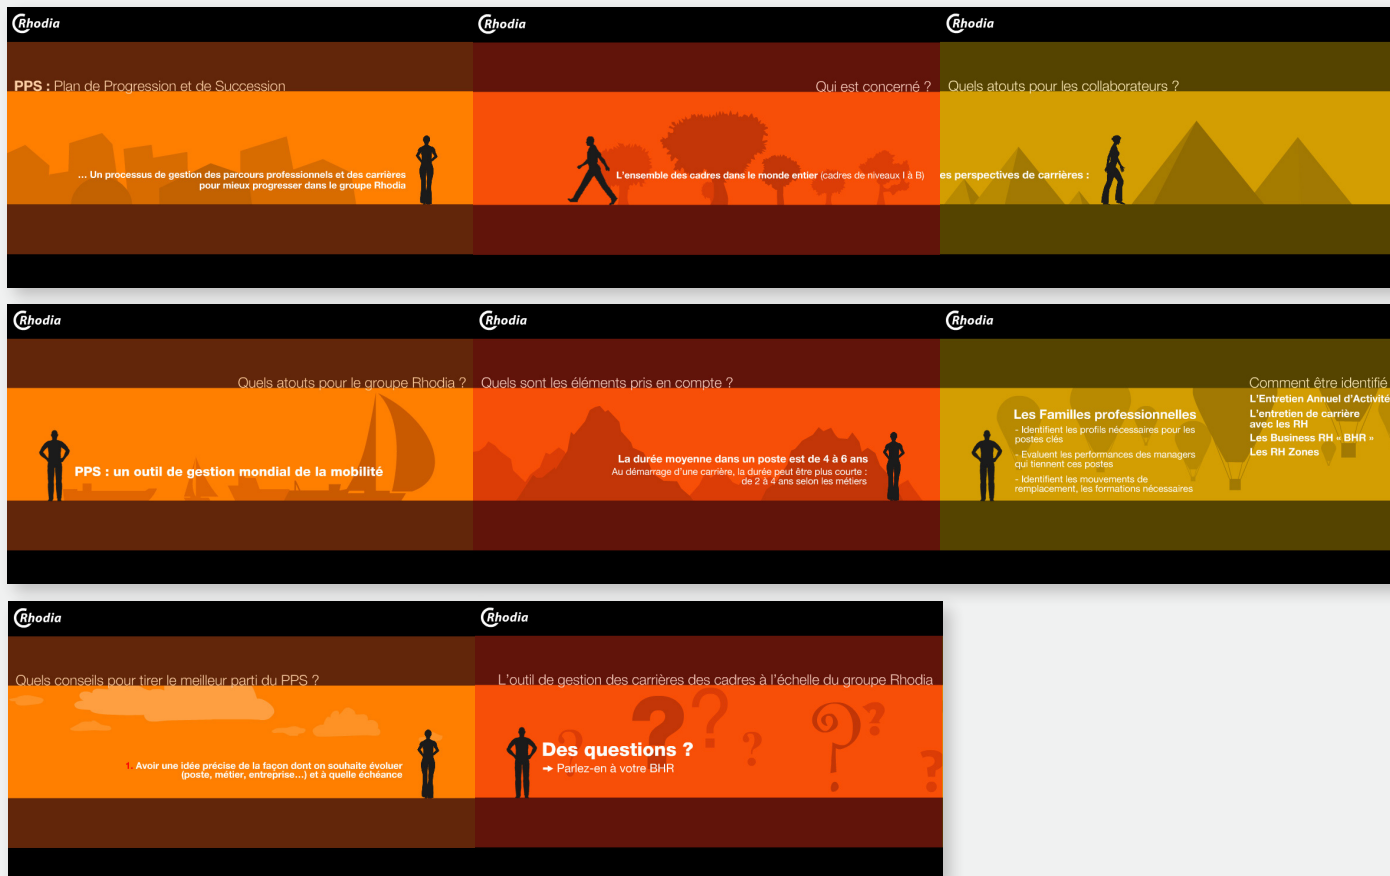 Rhodia
PPS : Plan de Progression et de Succession
... Un processus de gestion des parcours professionnels et des carrières
pour mieux progresser dans le groupe Rhodia
Rhodia
Qui est concerné ?
L'ensemble des cadres dans le monde entier (cadres de niveaux I à B)
Rhodia
Quels atouts pour les collaborateurs ?
es perspectives de carrières :
Rhodia
Quels atouts pour le groupe Rhodia ?
PPS : un outil de gestion mondial de la mobilité
Rhodia
Quels sont les éléments pris en compte ?
La durée moyenne dans un poste est de 4 à 6 ans
Au démarrage d'une carrière, la durée peut être plus courte :
de 2 à 4 ans selon les métiers
Rhodia
Les Familles professionnelles
- Identifient les profils nécessaires pour les
postes clés
- Evaluent les performances des managers
qui tiennent ces postes
- Identifient les mouvements de
remplacement, les formations nécessaires
Comment être identifié
L'Entretien Annuel d'Activité
L'entretien de carrière
avec les RH
Les Business RH « BHR »
Les RH Zones
Rhodia
Quels conseils pour tirer le meilleur parti du PPS ?
1. Avoir une idée précise de la façon dont on souhaite évoluer
(poste, métier, entreprise...) et à quelle échéance
Rhodia
L'outil de gestion des carrières des cadres à l'échelle du groupe Rhodia
Des questions ?
➔ Parlez-en à votre BHR